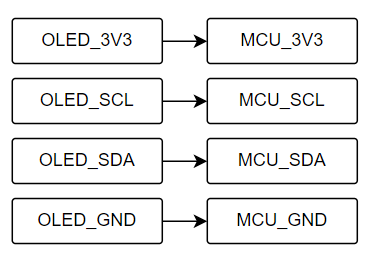 OLED_3V3 MCU_3V3
OLED_SCL MCU_SCL
OLED_SDA MCU_SDA
OLED_GND MCU_GND